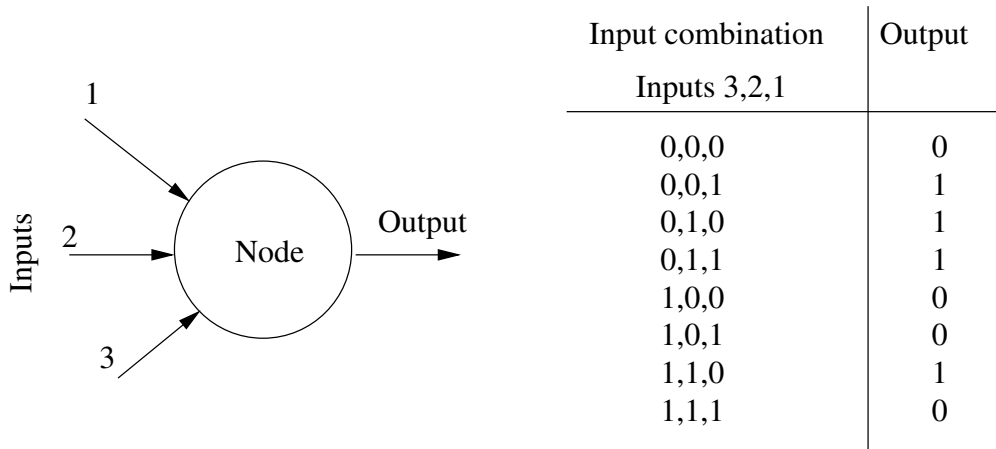 1
Inputs
2
Node
Output
3
Input combination Output
Inputs 3,2,1
0,0,0 0
0,0,1 1
0,1,0 1
0,1,1 1
1,0,0 0
1,0,1 0
1,1,0 1
1,1,1 0